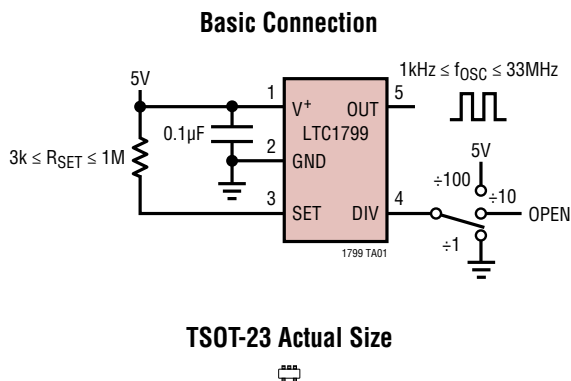 Basic Connection
1kHz ≤ fOSC ≤ 33MHz
5V
1
V+
OUT
5
0.1µF
LTC1799
3k ≤ RSET ≤ 1M
2
GND
5V
÷100
÷10
3
SET
DIV
4
OPEN
÷1
1799 TA01
TSOT-23 Actual Size